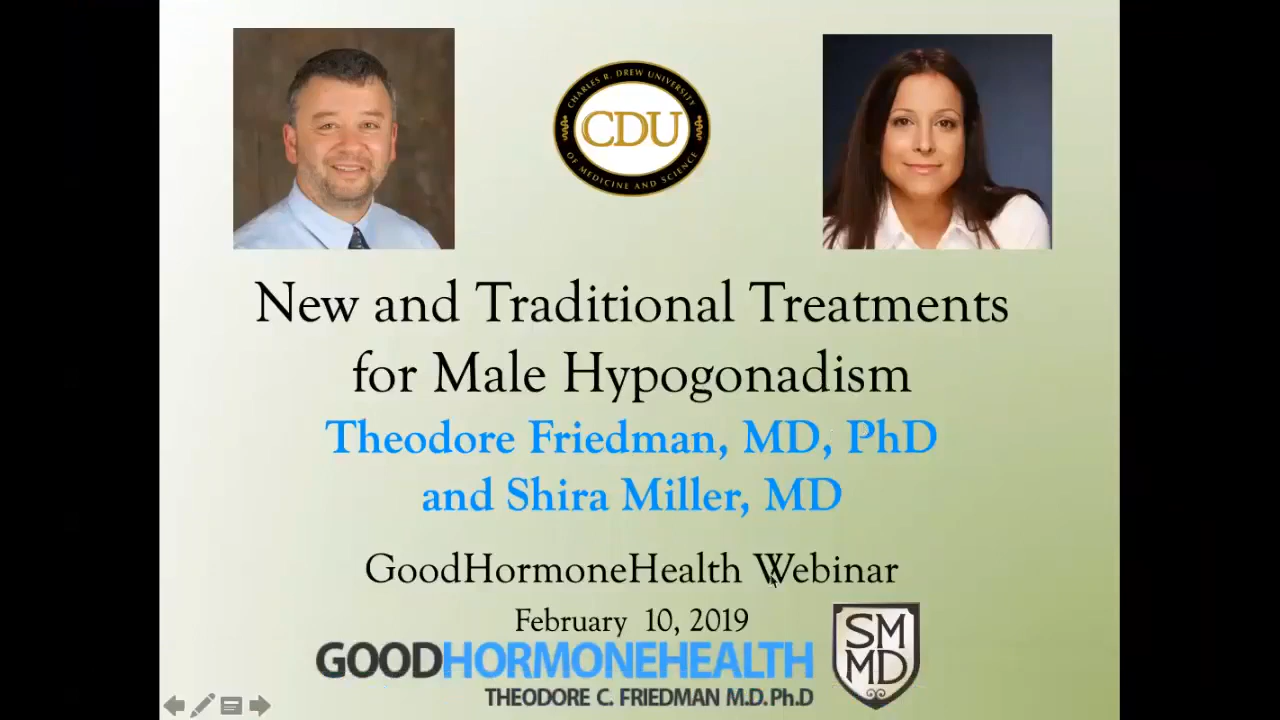 CHARLES R. DREW UNIVERSITY
CDU
OF MEDICINE AND SCIENCE
New and Traditional Treatments
for Male Hypogonadism
Theodore Friedman, MD, PhD
and Shira Miller, MD
GoodHormoneHealth Webinar
February 10, 2019
GOODHORMONEHEALTH
THEODORE C. FRIEDMAN M.D.Ph.D
SM
MD